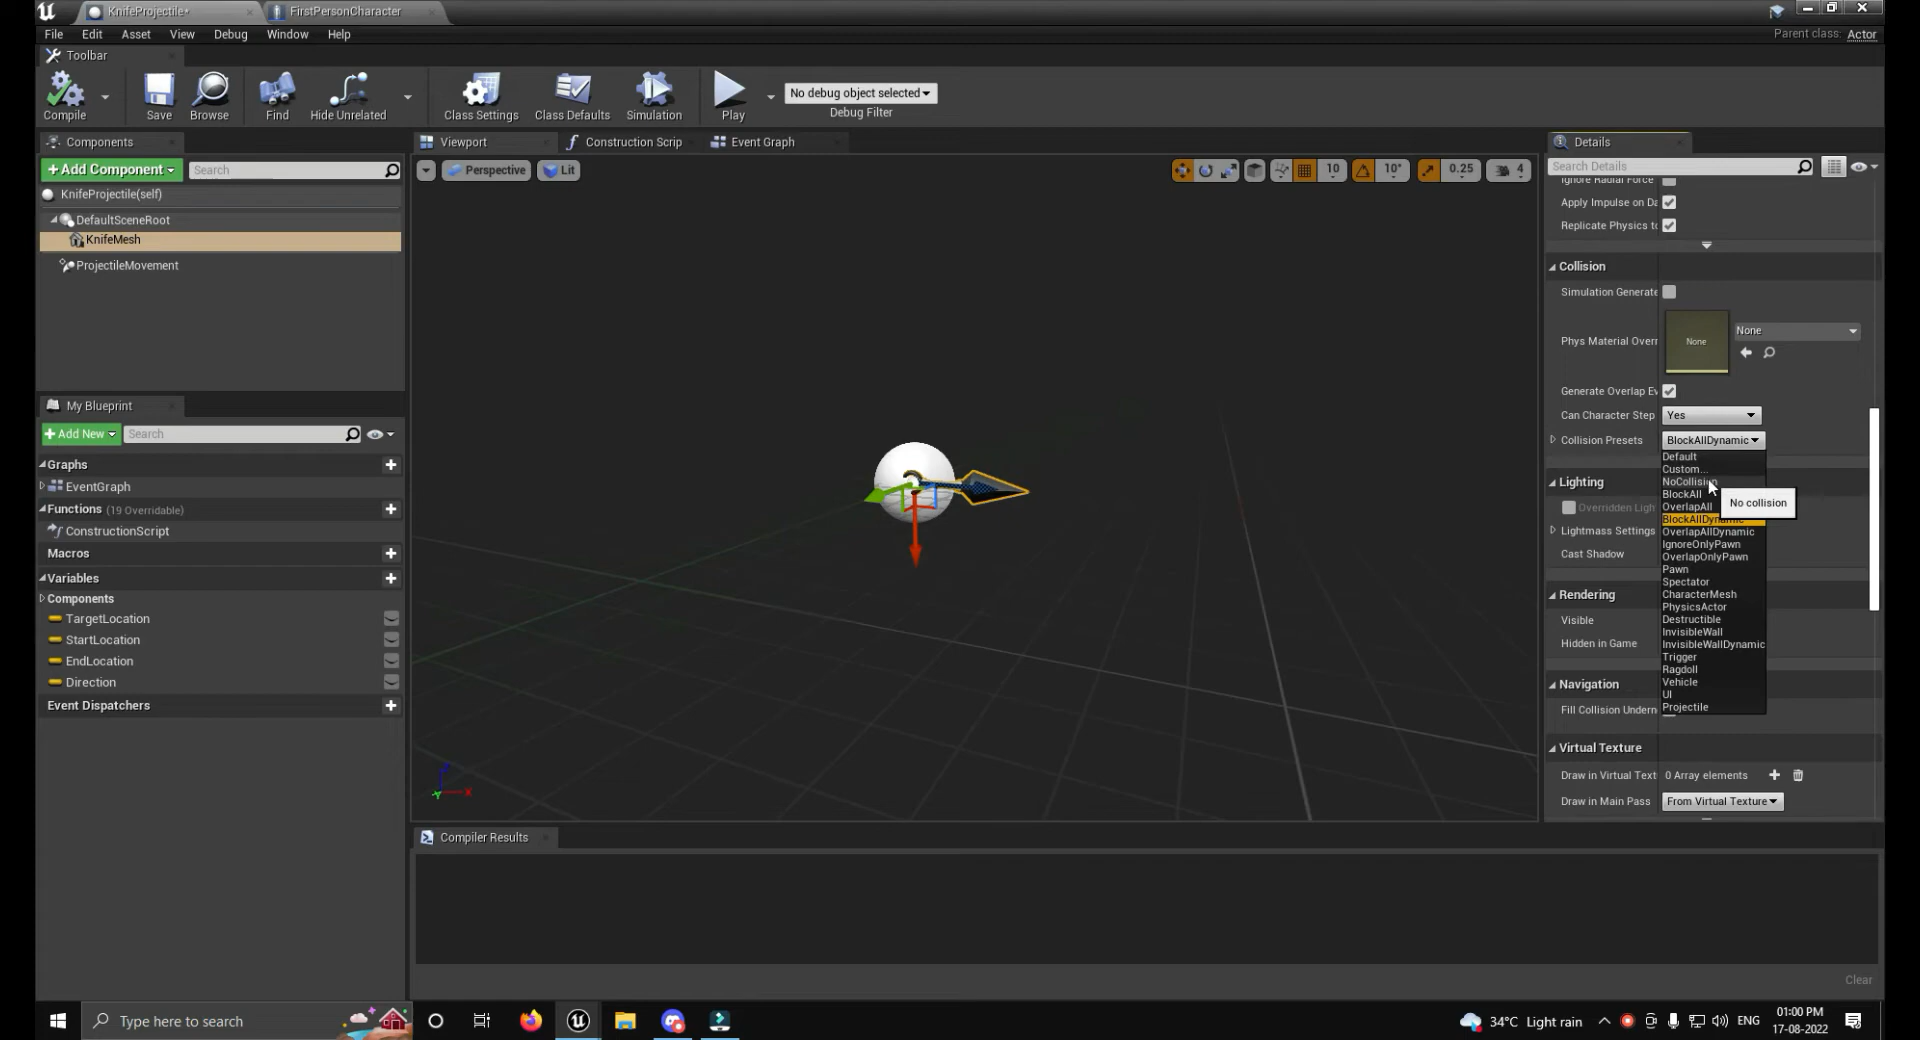 KnifeProjectile*
FirstPersonCharacter
File Edit Asset View Debug Window Help
Parent class: Actor
Toolbar
Compile
Save
Browse
Find
Hide Unrelated
Class Settings
Class Defaults
Simulation
Play
No debug object selected
Debug Filter
Components
+Add Component
Search
KnifeProjectile(self)
DefaultSceneRoot
KnifeMesh
ProjectileMovement
My Blueprint
+Add New
Search
Graphs
EventGraph
Functions (19 Overridable)
ConstructionScript
Macros
Variables
Components
TargetLocation
StartLocation
EndLocation
Direction
Event Dispatchers
Viewport
Construction Scrip
Event Graph
Perspective
Lit
10
10°
0.25
4
Z
Y
X
Compiler Results
Clear
Details
Search Details
Ignore Radial Force
Apply Impulse on Da
Replicate Physics to
Collision
Simulation Generate
Phys Material Overr
None
None
Generate Overlap Ev
Can Character Step
Yes
Collision Presets
BlockAllDynamic
Default
Custom...
NoCollision
BlockAll
OverlapAll
BlockAllDynamic
OverlapAllDynamic
IgnoreOnlyPawn
OverlapOnlyPawn
Pawn
Spectator
CharacterMesh
PhysicsActor
Destructible
InvisibleWall
InvisibleWallDynamic
Trigger
Ragdoll
Vehicle
UI
Projectile
No collision
Lighting
Overridden Ligh
Lightmass Settings
Cast Shadow
Rendering
Visible
Hidden in Game
Navigation
Fill Collision Undern
Virtual Texture
Draw in Virtual Text
0 Array elements
Draw in Main Pass
From Virtual Texture
Type here to search
34°C Light rain
ENG
01:00 PM
17-08-2022